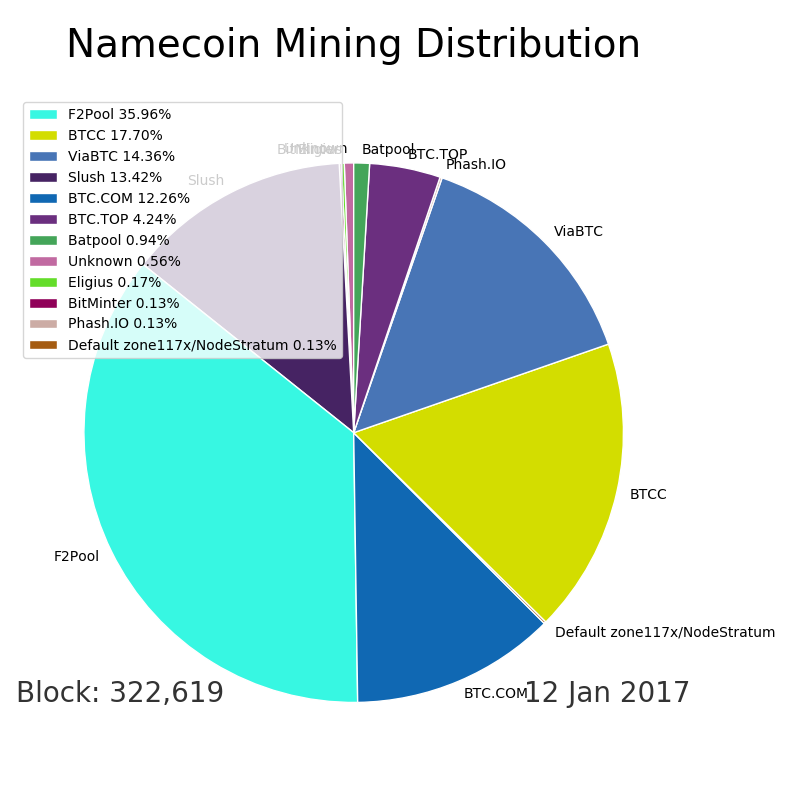 Namecoin Mining Distribution
F2Pool 35.96%
BTCC 17.70%
ViaBTC 14.36%
Slush 13.42%
BTC.COM 12.26%
BTC.TOP 4.24%
Batpool 0.94%
Unknown 0.56%
Eligius 0.17%
BitMinter 0.13%
Phash.IO 0.13%
Default zone117x/NodeStratum 0.13%
Unknown
Batpool
BTC.TOP
Phash.IO
Slush
ViaBTC
BTCC
F2Pool
Default zone117x/NodeStratum
BTC.COM
Block: 322,619
12 Jan 2017